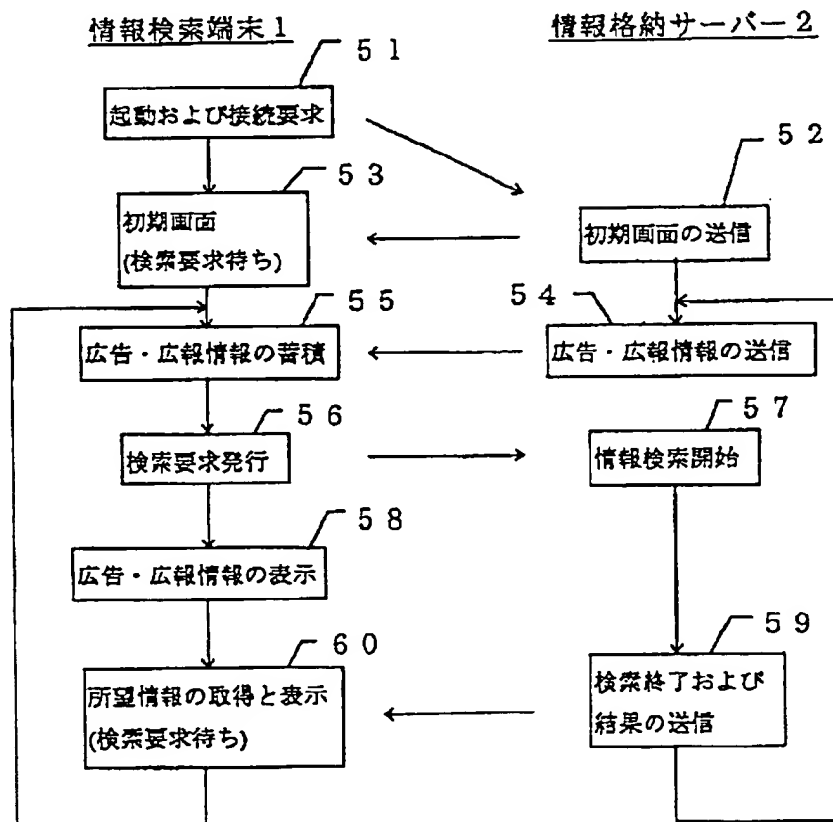 情報検索端末1
情報格納サーバー2
51
起動および接続要求
52
53
初期画面
(検索要求待ち)
初期画面の送信
55
54
広告・広報情報の蓄積
広告・広報情報の送信
56
57
検索要求発行
情報検索開始
58
広告・広報情報の表示
59
60
所望情報の取得と表示
(検索要求待ち)
検索終了および
結果の送信